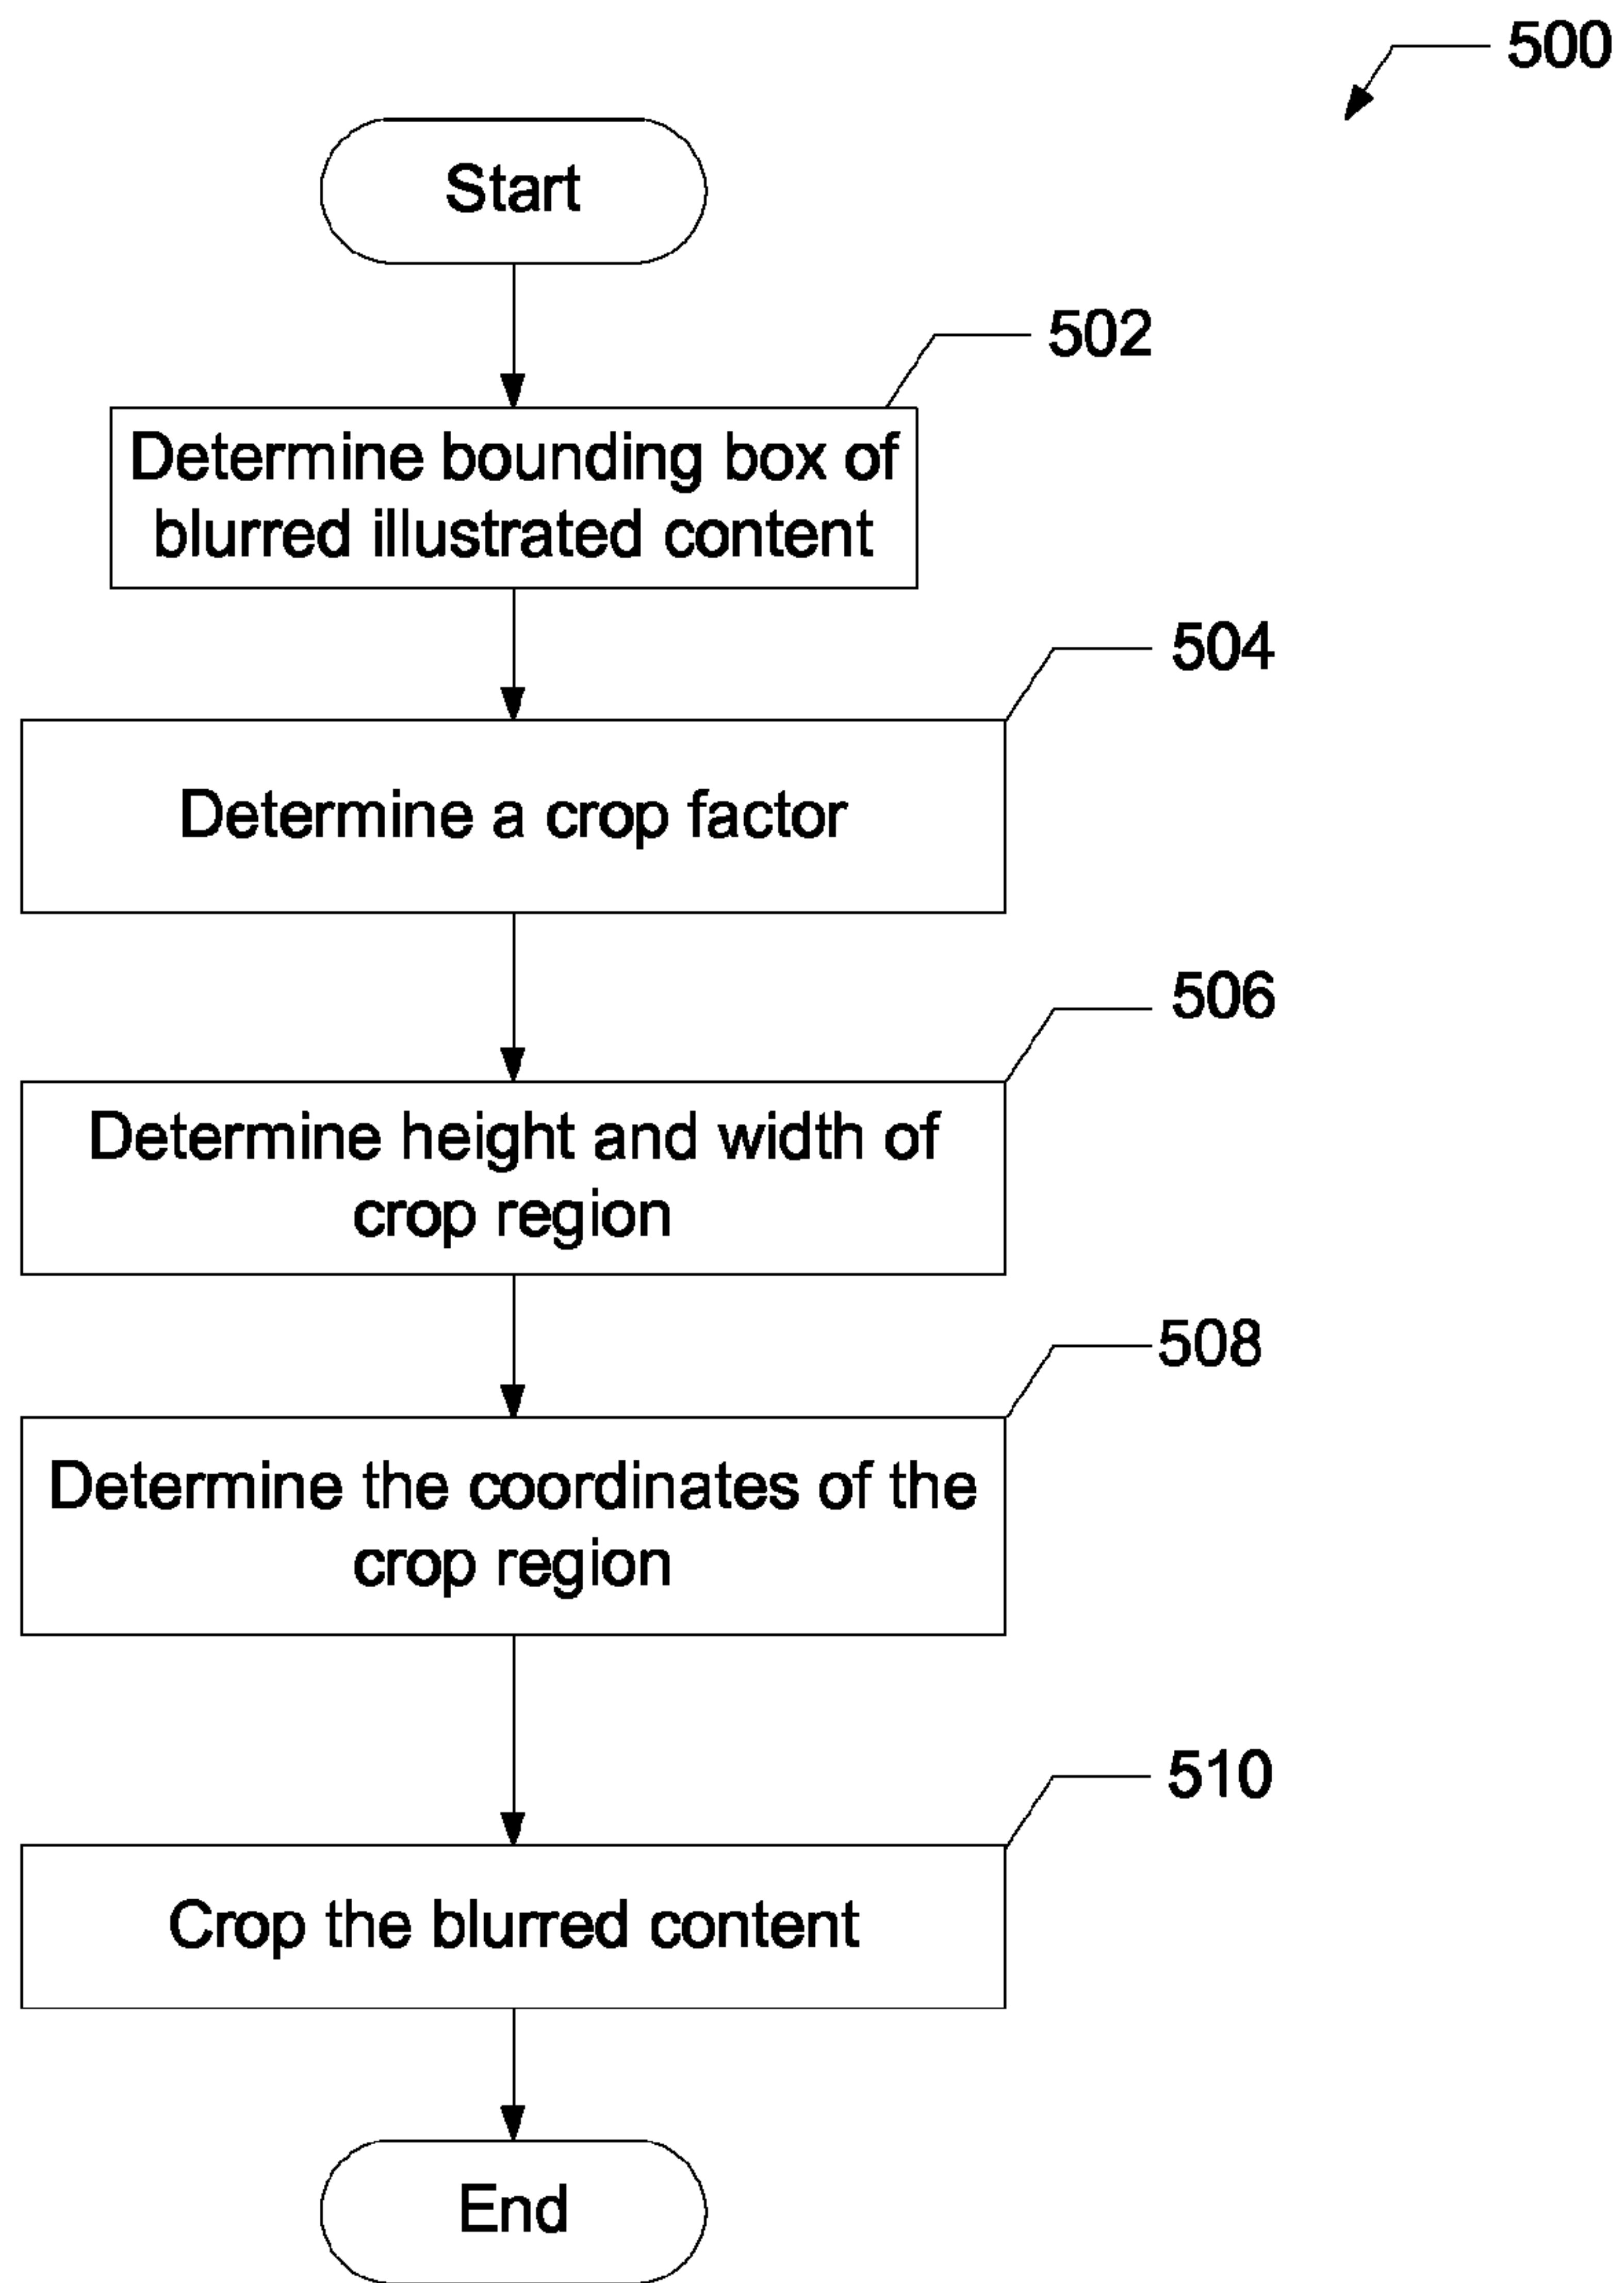 500
Start
502
Determine bounding box of
blurred illustrated content
504
Determine a crop factor
506
Determine height and width of
crop region
508
Determine the coordinates of the
crop region
510
Crop the blurred content
End